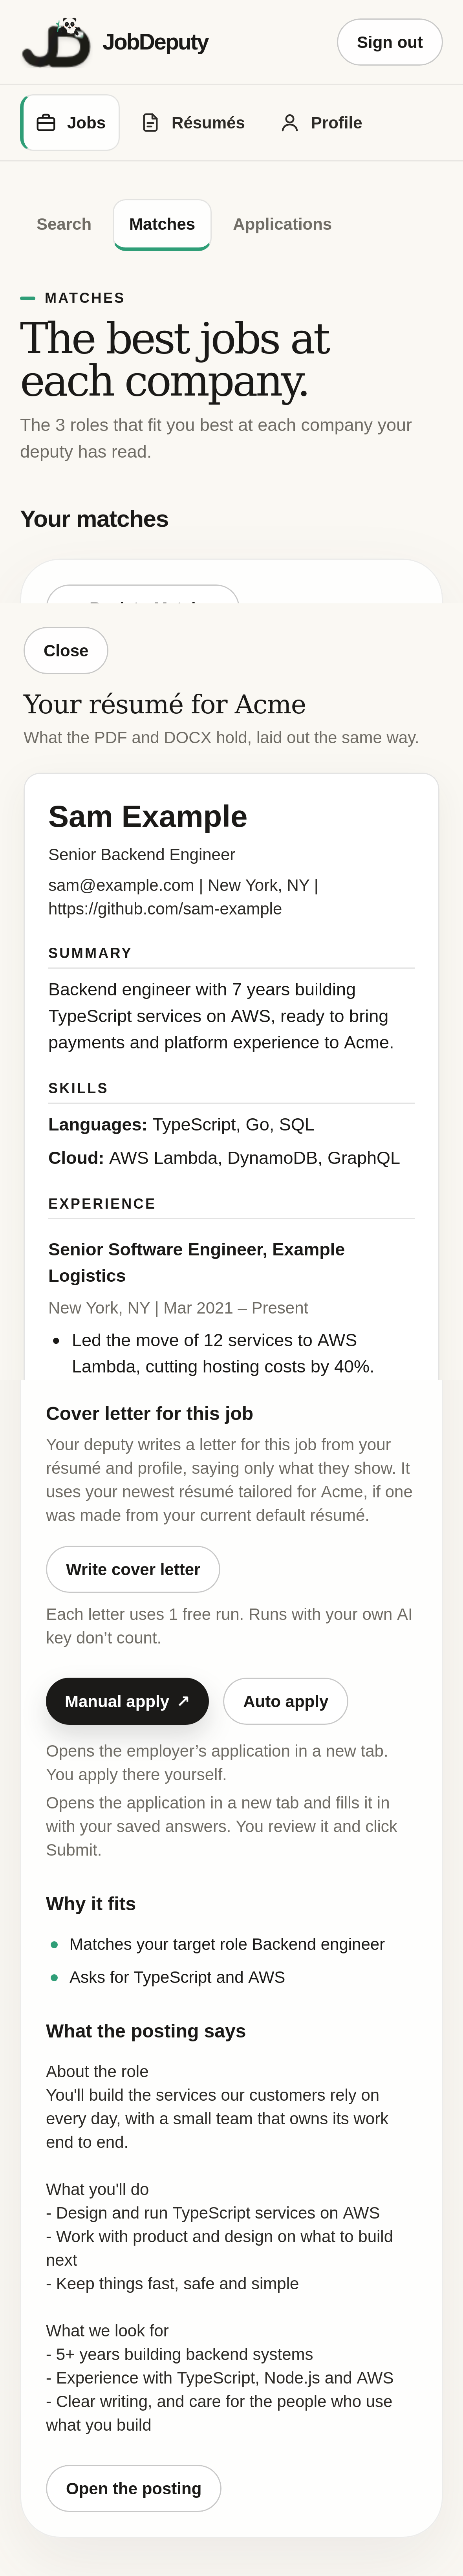 JobDeputy
Sign out
Jobs
Résumés
Profile
Search
Matches
Applications
MATCHES
The best jobs at
each company.
The 3 roles that fit you best at each company your
deputy has read.
Your matches
Close
Your résumé for Acme
What the PDF and DOCX hold, laid out the same way.
Sam Example
Senior Backend Engineer
sam@example.com | New York, NY |
https://github.com/sam-example
SUMMARY
Backend engineer with 7 years building
TypeScript services on AWS, ready to bring
payments and platform experience to Acme.
SKILLS
Languages: TypeScript, Go, SQL
Cloud: AWS Lambda, DynamoDB, GraphQL
EXPERIENCE
Senior Software Engineer, Example
Logistics
New York, NY | Mar 2021 – Present
• Led the move of 12 services to AWS
Lambda, cutting hosting costs by 40%.
Cover letter for this job
Your deputy writes a letter for this job from your
résumé and profile, saying only what they show. It
uses your newest résumé tailored for Acme, if one
was made from your current default résumé.
Write cover letter
Each letter uses 1 free run. Runs with your own AI
key don’t count.
Manual apply ↗
Auto apply
Opens the employer’s application in a new tab.
You apply there yourself.
Opens the application in a new tab and fills it in
with your saved answers. You review it and click
Submit.
Why it fits
• Matches your target role Backend engineer
• Asks for TypeScript and AWS
What the posting says
About the role
You'll build the services our customers rely on
every day, with a small team that owns its work
end to end.
What you'll do
- Design and run TypeScript services on AWS
- Work with product and design on what to build
next
- Keep things fast, safe and simple
What we look for
- 5+ years building backend systems
- Experience with TypeScript, Node.js and AWS
- Clear writing, and care for the people who use
what you build
Open the posting